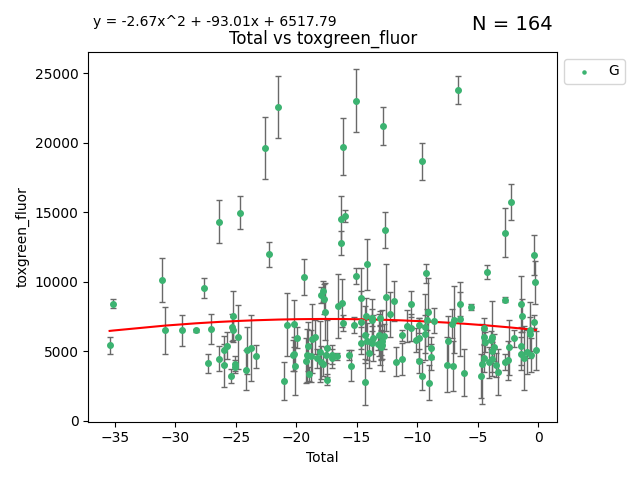 y = -2.67x^2 + -93.01x + 6517.79
N = 164
Total vs toxgreen_fluor
G
25000
20000
15000
10000
5000
0
toxgreen_fluor
−35
−30
−25
−20
−15
−10
−5
0
Total